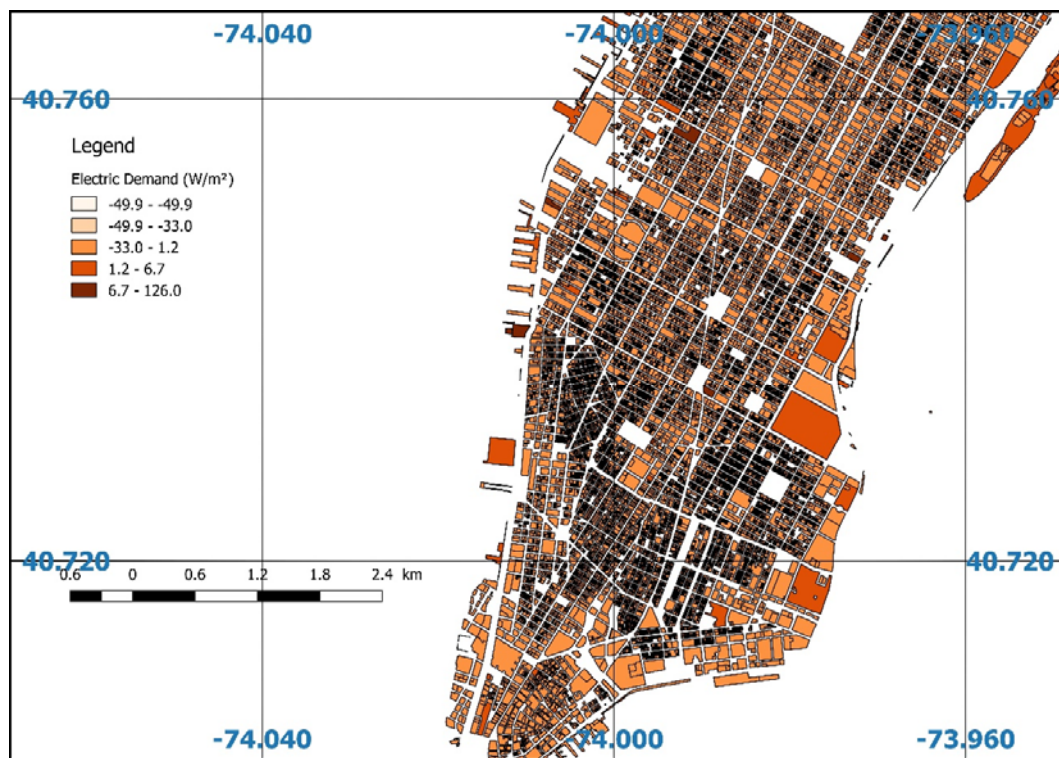 -74.040 -74.000 -73.960
40.760 40.760
Legend
Electric Demand (W/m²)
-49.9 - -49.9
-49.9 - -33.0
-33.0 - 1.2
1.2 - 6.7
6.7 - 126.0
40.720 40.720
0.6 0 0.6 1.2 1.8 2.4 km
-74.040 -74.000 -73.960